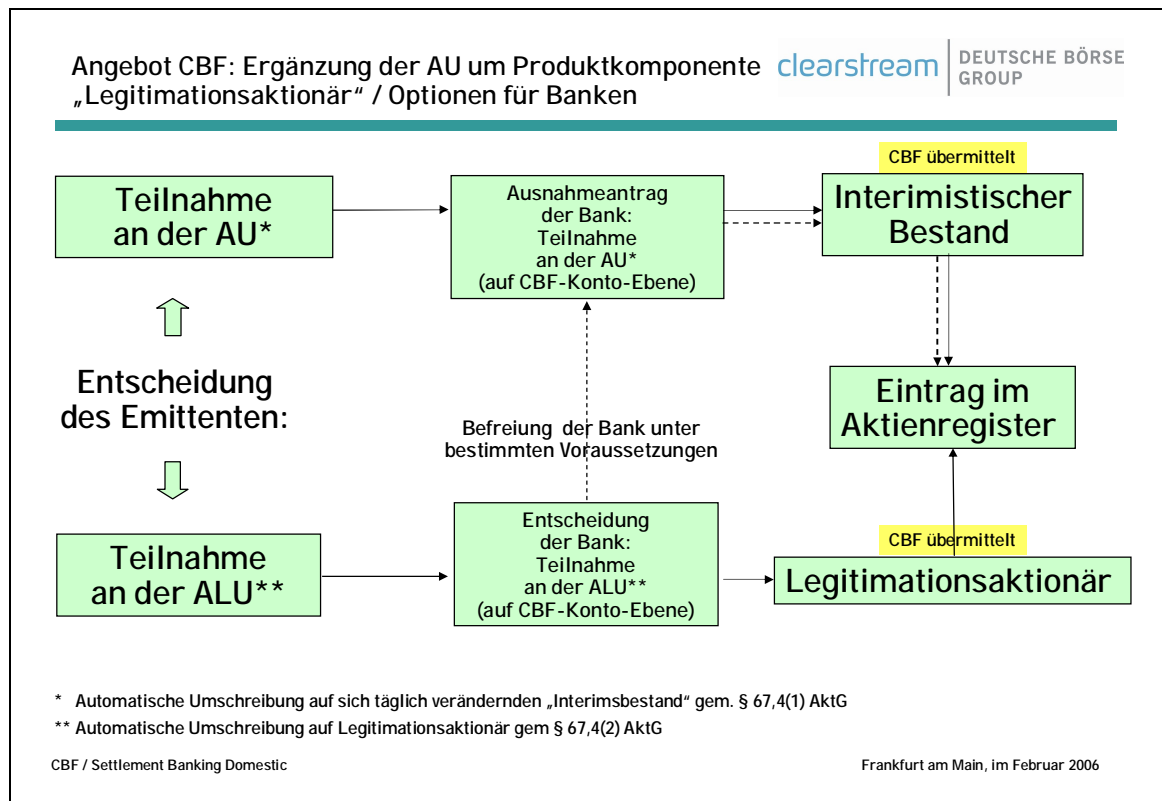 Angebot CBF: Ergänzung der AU um Produktkomponente
„Legitimationsaktionär“ / Optionen für Banken
clearstream
DEUTSCHE BÖRSE
GROUP
Teilnahme
an der AU*
Ausnahmeantrag
der Bank:
Teilnahme
an der AU*
(auf CBF-Konto-Ebene)
CBF übermittelt
Interimistischer
Bestand
Entscheidung
des Emittenten:
Befreiung der Bank unter
bestimmten Voraussetzungen
Eintrag im
Aktienregister
Teilnahme
an der ALU**
Entscheidung
der Bank:
Teilnahme
an der ALU**
(auf CBF-Konto-Ebene)
CBF übermittelt
Legitimationsaktionär
* Automatische Umschreibung auf sich täglich verändernden „Interimsbestand“ gem. § 67,4(1) AktG
** Automatische Umschreibung auf Legitimationsaktionär gem § 67,4(2) AktG
CBF / Settlement Banking Domestic
Frankfurt am Main, im Februar 2006